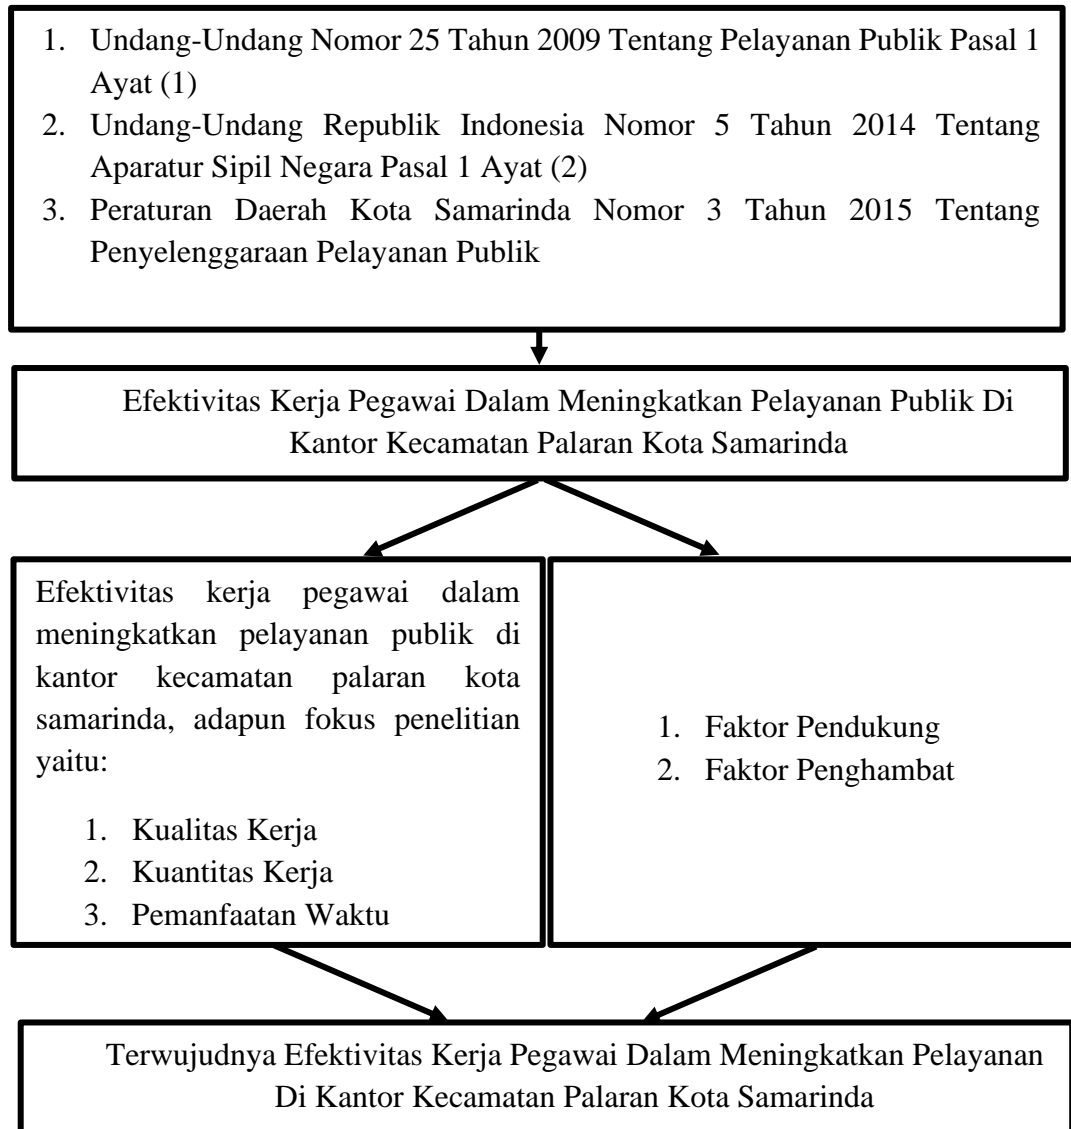 1. Undang-Undang Nomor 25 Tahun 2009 Tentang Pelayanan Publik Pasal 1
Ayat (1)
2. Undang-Undang Republik Indonesia Nomor 5 Tahun 2014 Tentang
Aparatur Sipil Negara Pasal 1 Ayat (2)
3. Peraturan Daerah Kota Samarinda Nomor 3 Tahun 2015 Tentang
Penyelenggaraan Pelayanan Publik
Efektivitas Kerja Pegawai Dalam Meningkatkan Pelayanan Publik Di
Kantor Kecamatan Palaran Kota Samarinda
Efektivitas kerja pegawai dalam
meningkatkan pelayanan publik di
kantor kecamatan palaran kota
samarinda, adapun fokus penelitian
yaitu:
1. Kualitas Kerja
2. Kuantitas Kerja
3. Pemanfaatan Waktu
1. Faktor Pendukung
2. Faktor Penghambat
Terwujudnya Efektivitas Kerja Pegawai Dalam Meningkatkan Pelayanan
Di Kantor Kecamatan Palaran Kota Samarinda